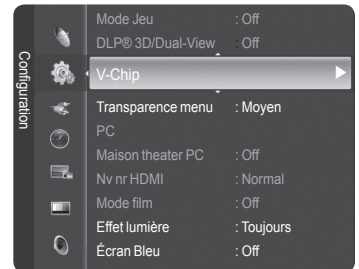 Configuration
Mode Jeu : Off
DLP® 3D/Dual-View : Off
V-Chip
Transparence menu : Moyen
PC
Maison theater PC : Off
Nv nr HDMI : Normal
Mode film : Off
Effet lumière : Toujours
Écran Bleu : Off